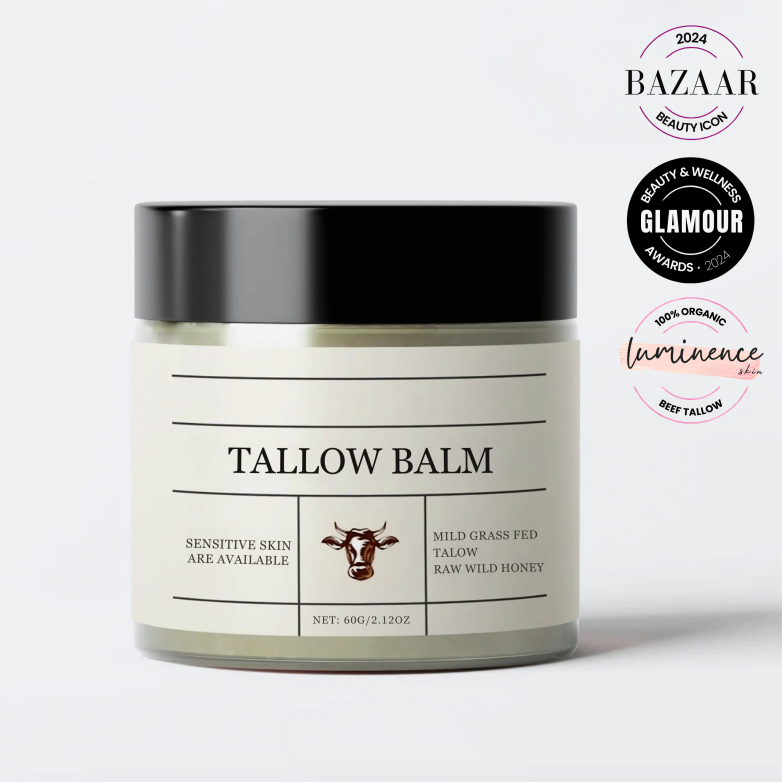 2024
BAZAAR
BEAUTY ICON
BEAUTY & WELLNESS
GLAMOUR
AWARDS · 2024
100% ORGANIC
luminence
skin
BEEF TALLOW
TALLOW BALM
SENSITIVE SKIN
ARE AVAILABLE
MILD GRASS FED
TALOW
RAW WILD HONEY
NET: 60G/2.12OZ